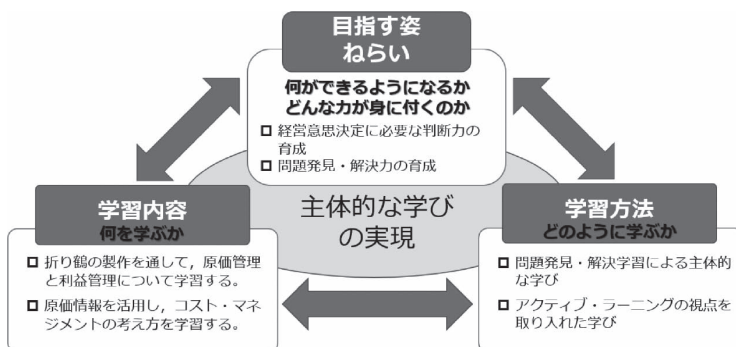 目指す姿
ねらい
何ができるようになるか
どんな力が身に付くのか
□ 経営意思決定に必要な判断力の
育成
□ 問題発見・解決力の育成
主体的な学び
の実現
学習内容
何を学ぶか
□ 折り鶴の製作を通して，原価管理
と利益管理について学習する。
□ 原価情報を活用し，コスト・マネ
ジメントの考え方を学習する。
学習方法
どのように学ぶか
□ 問題発見・解決学習による主体的
な学び
□ アクティブ・ラーニングの視点を
取り入れた学び